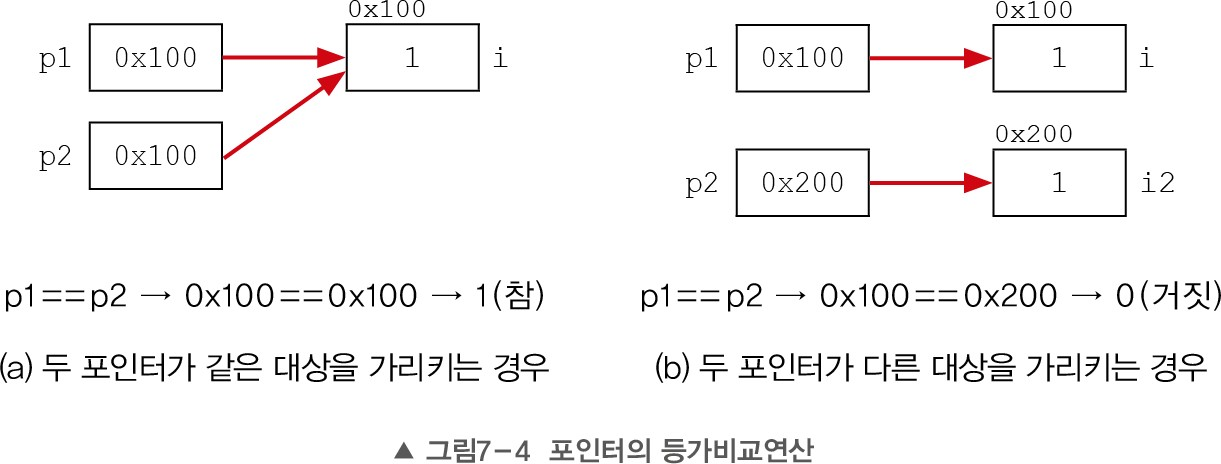 0x100
p1 0x100 1 i
p2 0x100
p1==p2 → 0x100==0x100 → 1(참)
(a) 두 포인터가 같은 대상을 가리키는 경우
0x100
p1 0x100 1 i
0x200
p2 0x200 1 i2
p1==p2 → 0x100==0x200 → 0(거짓)
(b) 두 포인터가 다른 대상을 가리키는 경우
▲ 그림7-4 포인터의 등가비교연산